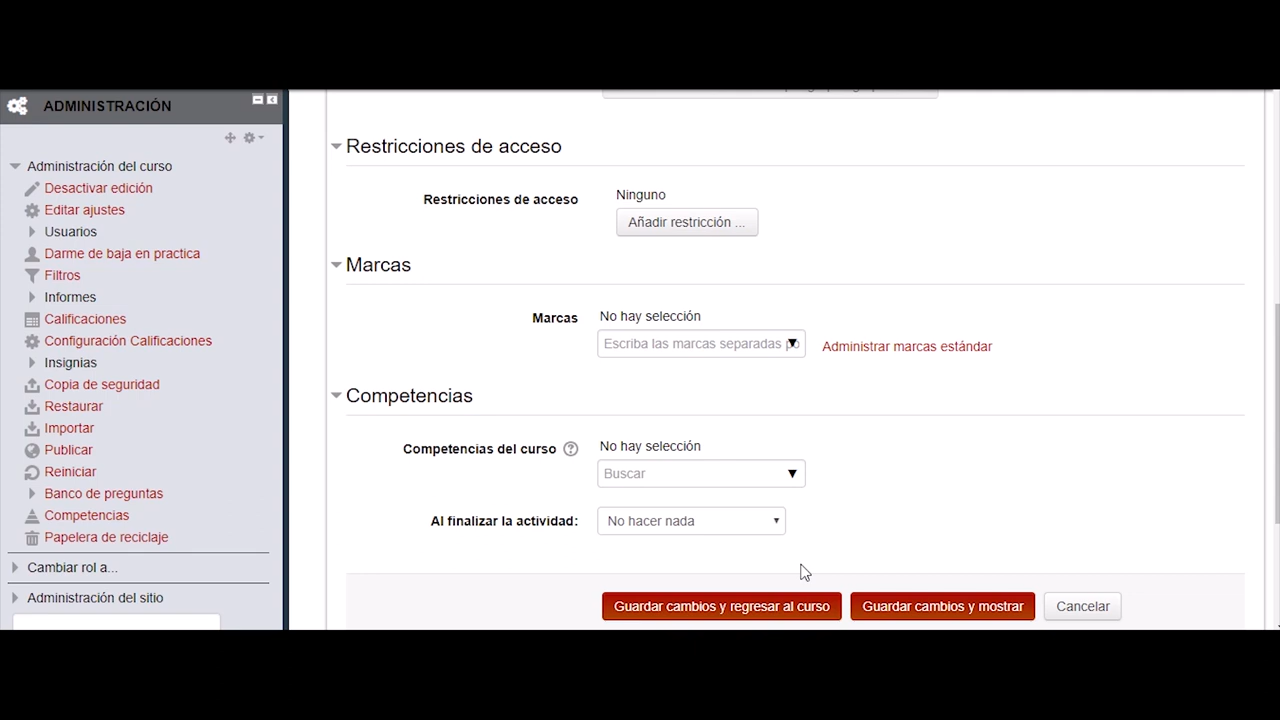 ADMINISTRACIÓN
Administración del curso
Desactivar edición
Editar ajustes
Usuarios
Darme de baja en practica
Filtros
Informes
Calificaciones
Configuración Calificaciones
Insignias
Copia de seguridad
Restaurar
Importar
Publicar
Reiniciar
Banco de preguntas
Competencias
Papelera de reciclaje
Cambiar rol a...
Administración del sitio
Restricciones de acceso
Restricciones de acceso
Ninguno
Añadir restricción ...
Marcas
Marcas
No hay selección
Escriba las marcas separadas po
Administrar marcas estándar
Competencias
Competencias del curso
No hay selección
Buscar
Al finalizar la actividad:
No hacer nada
Guardar cambios y regresar al curso
Guardar cambios y mostrar
Cancelar